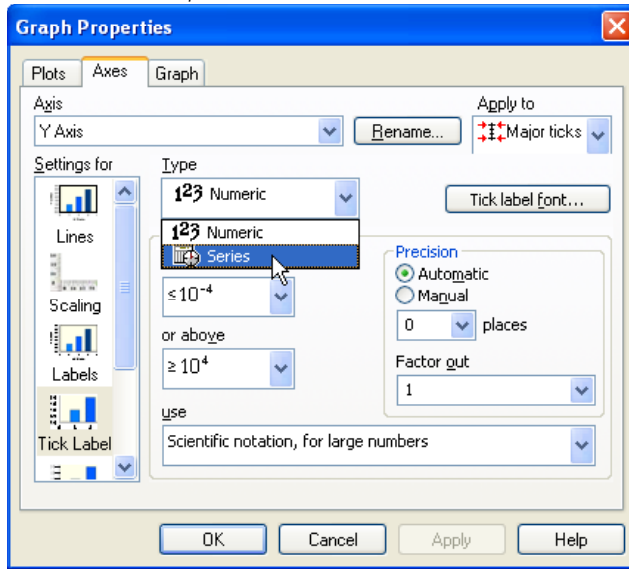 Graph Properties
Plots Axes Graph
Axis
Apply to
Y Axis
Rename...
Major ticks
Settings for
Type
123 Numeric
Tick label font...
123 Numeric
Series
Lines
Precision
Automatic
Manual
≤10⁻⁴
0 places
Scaling
or above
≥10⁴
Factor out
1
Labels
use
Scientific notation, for large numbers
Tick Label
OK Cancel Apply Help